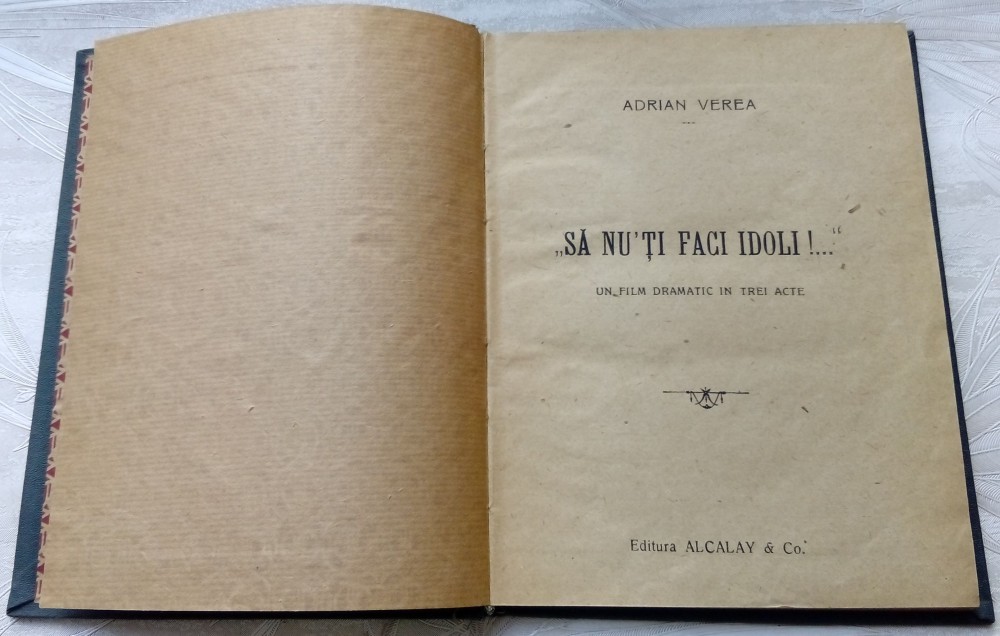 ADRIAN VEREA
„SĂ NU'ȚI FACI IDOLI !...“
UN FILM DRAMATIC IN TREI ACTE
Editura ALCALAY & Co.